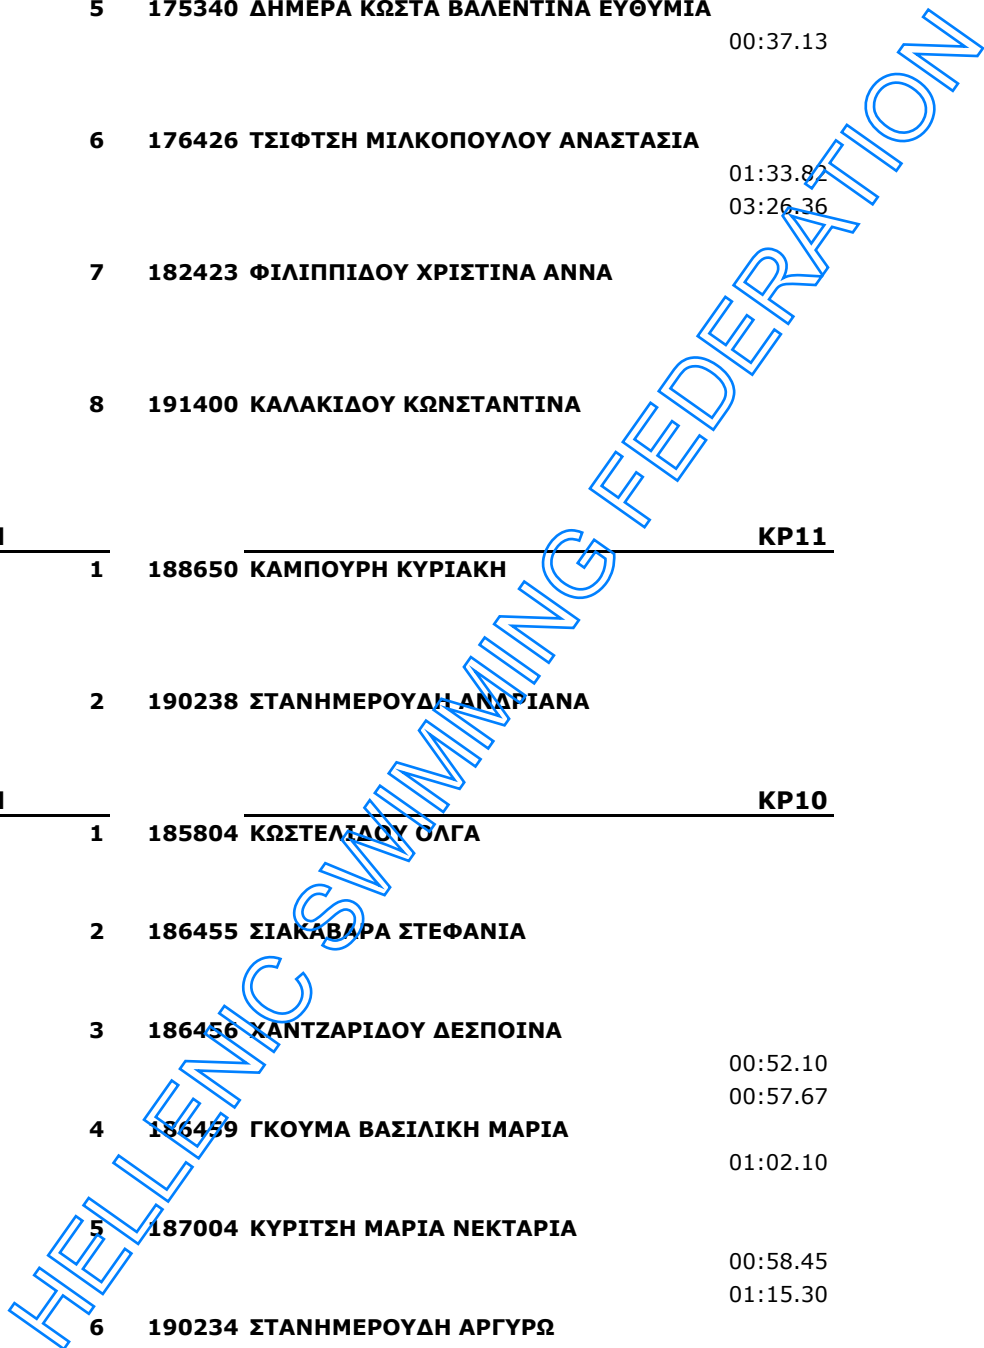 5 175340 ΔΗΜΕΡΑ ΚΩΣΤΑ ΒΑΛΕΝΤΙΝΑ ΕΥΘΥΜΙΑ
00:37.13
6 176426 ΤΣΙΦΤΣΗ ΜΙΛΚΟΠΟΥΛΟΥ ΑΝΑΣΤΑΣΙΑ
01:33.82
03:26.36
7 182423 ΦΙΛΙΠΠΙΔΟΥ ΧΡΙΣΤΙΝΑ ΑΝΝΑ
8 191400 ΚΑΛΑΚΙΔΟΥ ΚΩΝΣΤΑΝΤΙΝΑ
ΚΡ11
1 188650 ΚΑΜΠΟΥΡΗ ΚΥΡΙΑΚΗ
2 190238 ΣΤΑΝΗΜΕΡΟΥΔΗ ΑΝΔΡΙΑΝΑ
ΚΡ10
1 185804 ΚΩΣΤΕΛΙΔΟΥ ΟΛΓΑ
2 186455 ΣΙΑΚΑΒΑΡΑ ΣΤΕΦΑΝΙΑ
3 186456 ΧΑΝΤΖΑΡΙΔΟΥ ΔΕΣΠΟΙΝΑ
00:52.10
00:57.67
4 186459 ΓΚΟΥΜΑ ΒΑΣΙΛΙΚΗ ΜΑΡΙΑ
01:02.10
5 187004 ΚΥΡΙΤΣΗ ΜΑΡΙΑ ΝΕΚΤΑΡΙΑ
00:58.45
01:15.30
6 190234 ΣΤΑΝΗΜΕΡΟΥΔΗ ΑΡΓΥΡΩ
HELLENIC SWIMMING FEDERATION